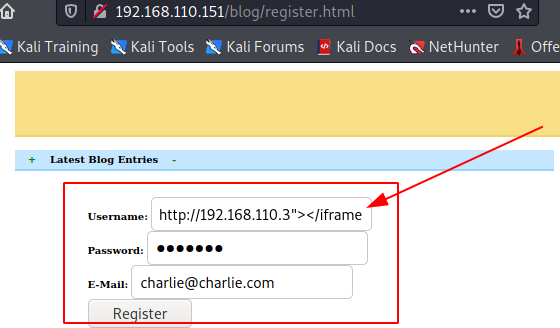 192.168.110.151/blog/register.html
Kali Training Kali Tools Kali Forums Kali Docs NetHunter Offe
+ Latest Blog Entries -
Username: http://192.168.110.3"></iframe
Password: •••••••
E-Mail: charlie@charlie.com
Register